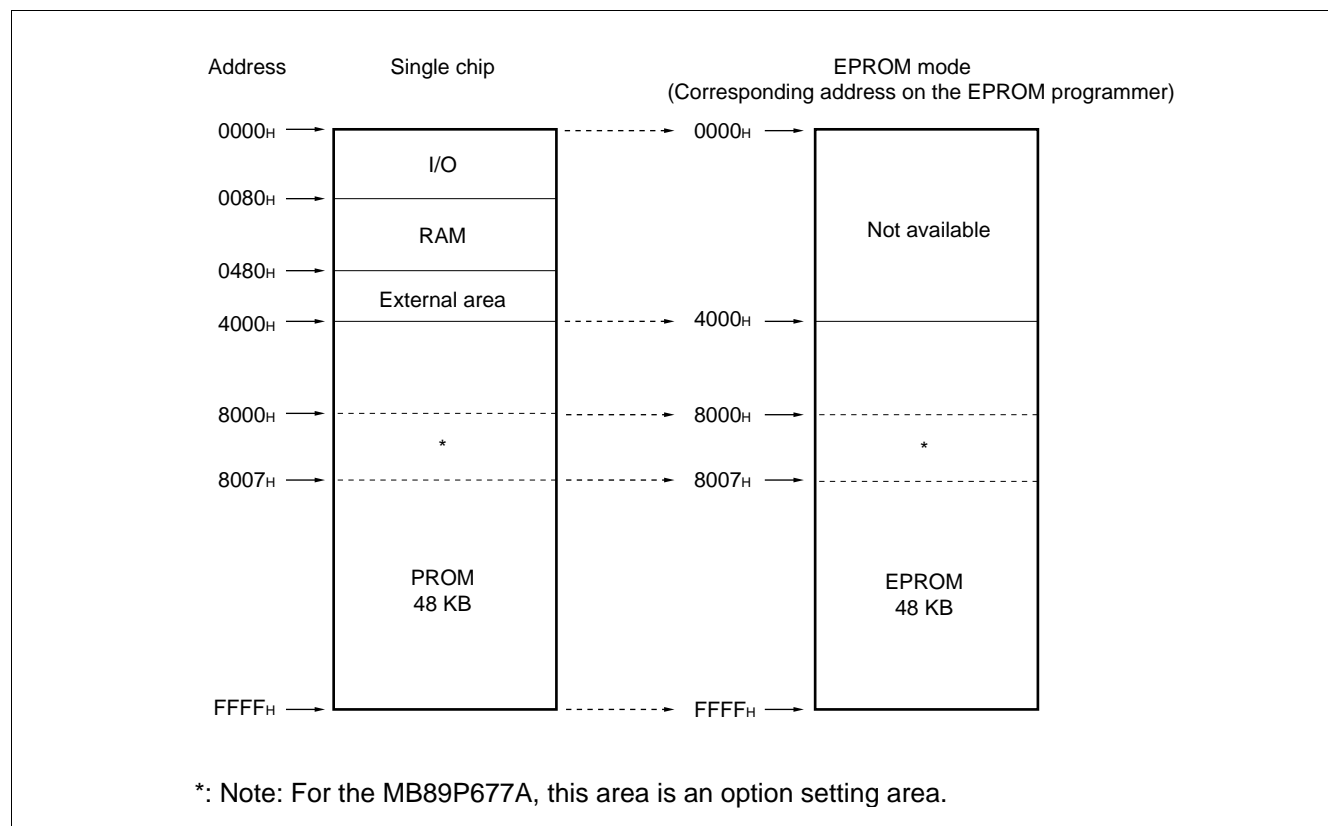 Address Single chip EPROM mode
(Corresponding address on the EPROM programmer)
0000H 0000H
I/O
0080H
RAM Not available
0480H
External area
4000H 4000H
8000H 8000H
* *
8007H 8007H
PROM EPROM
48 KB 48 KB
FFFFH FFFFH
*: Note: For the MB89P677A, this area is an option setting area.